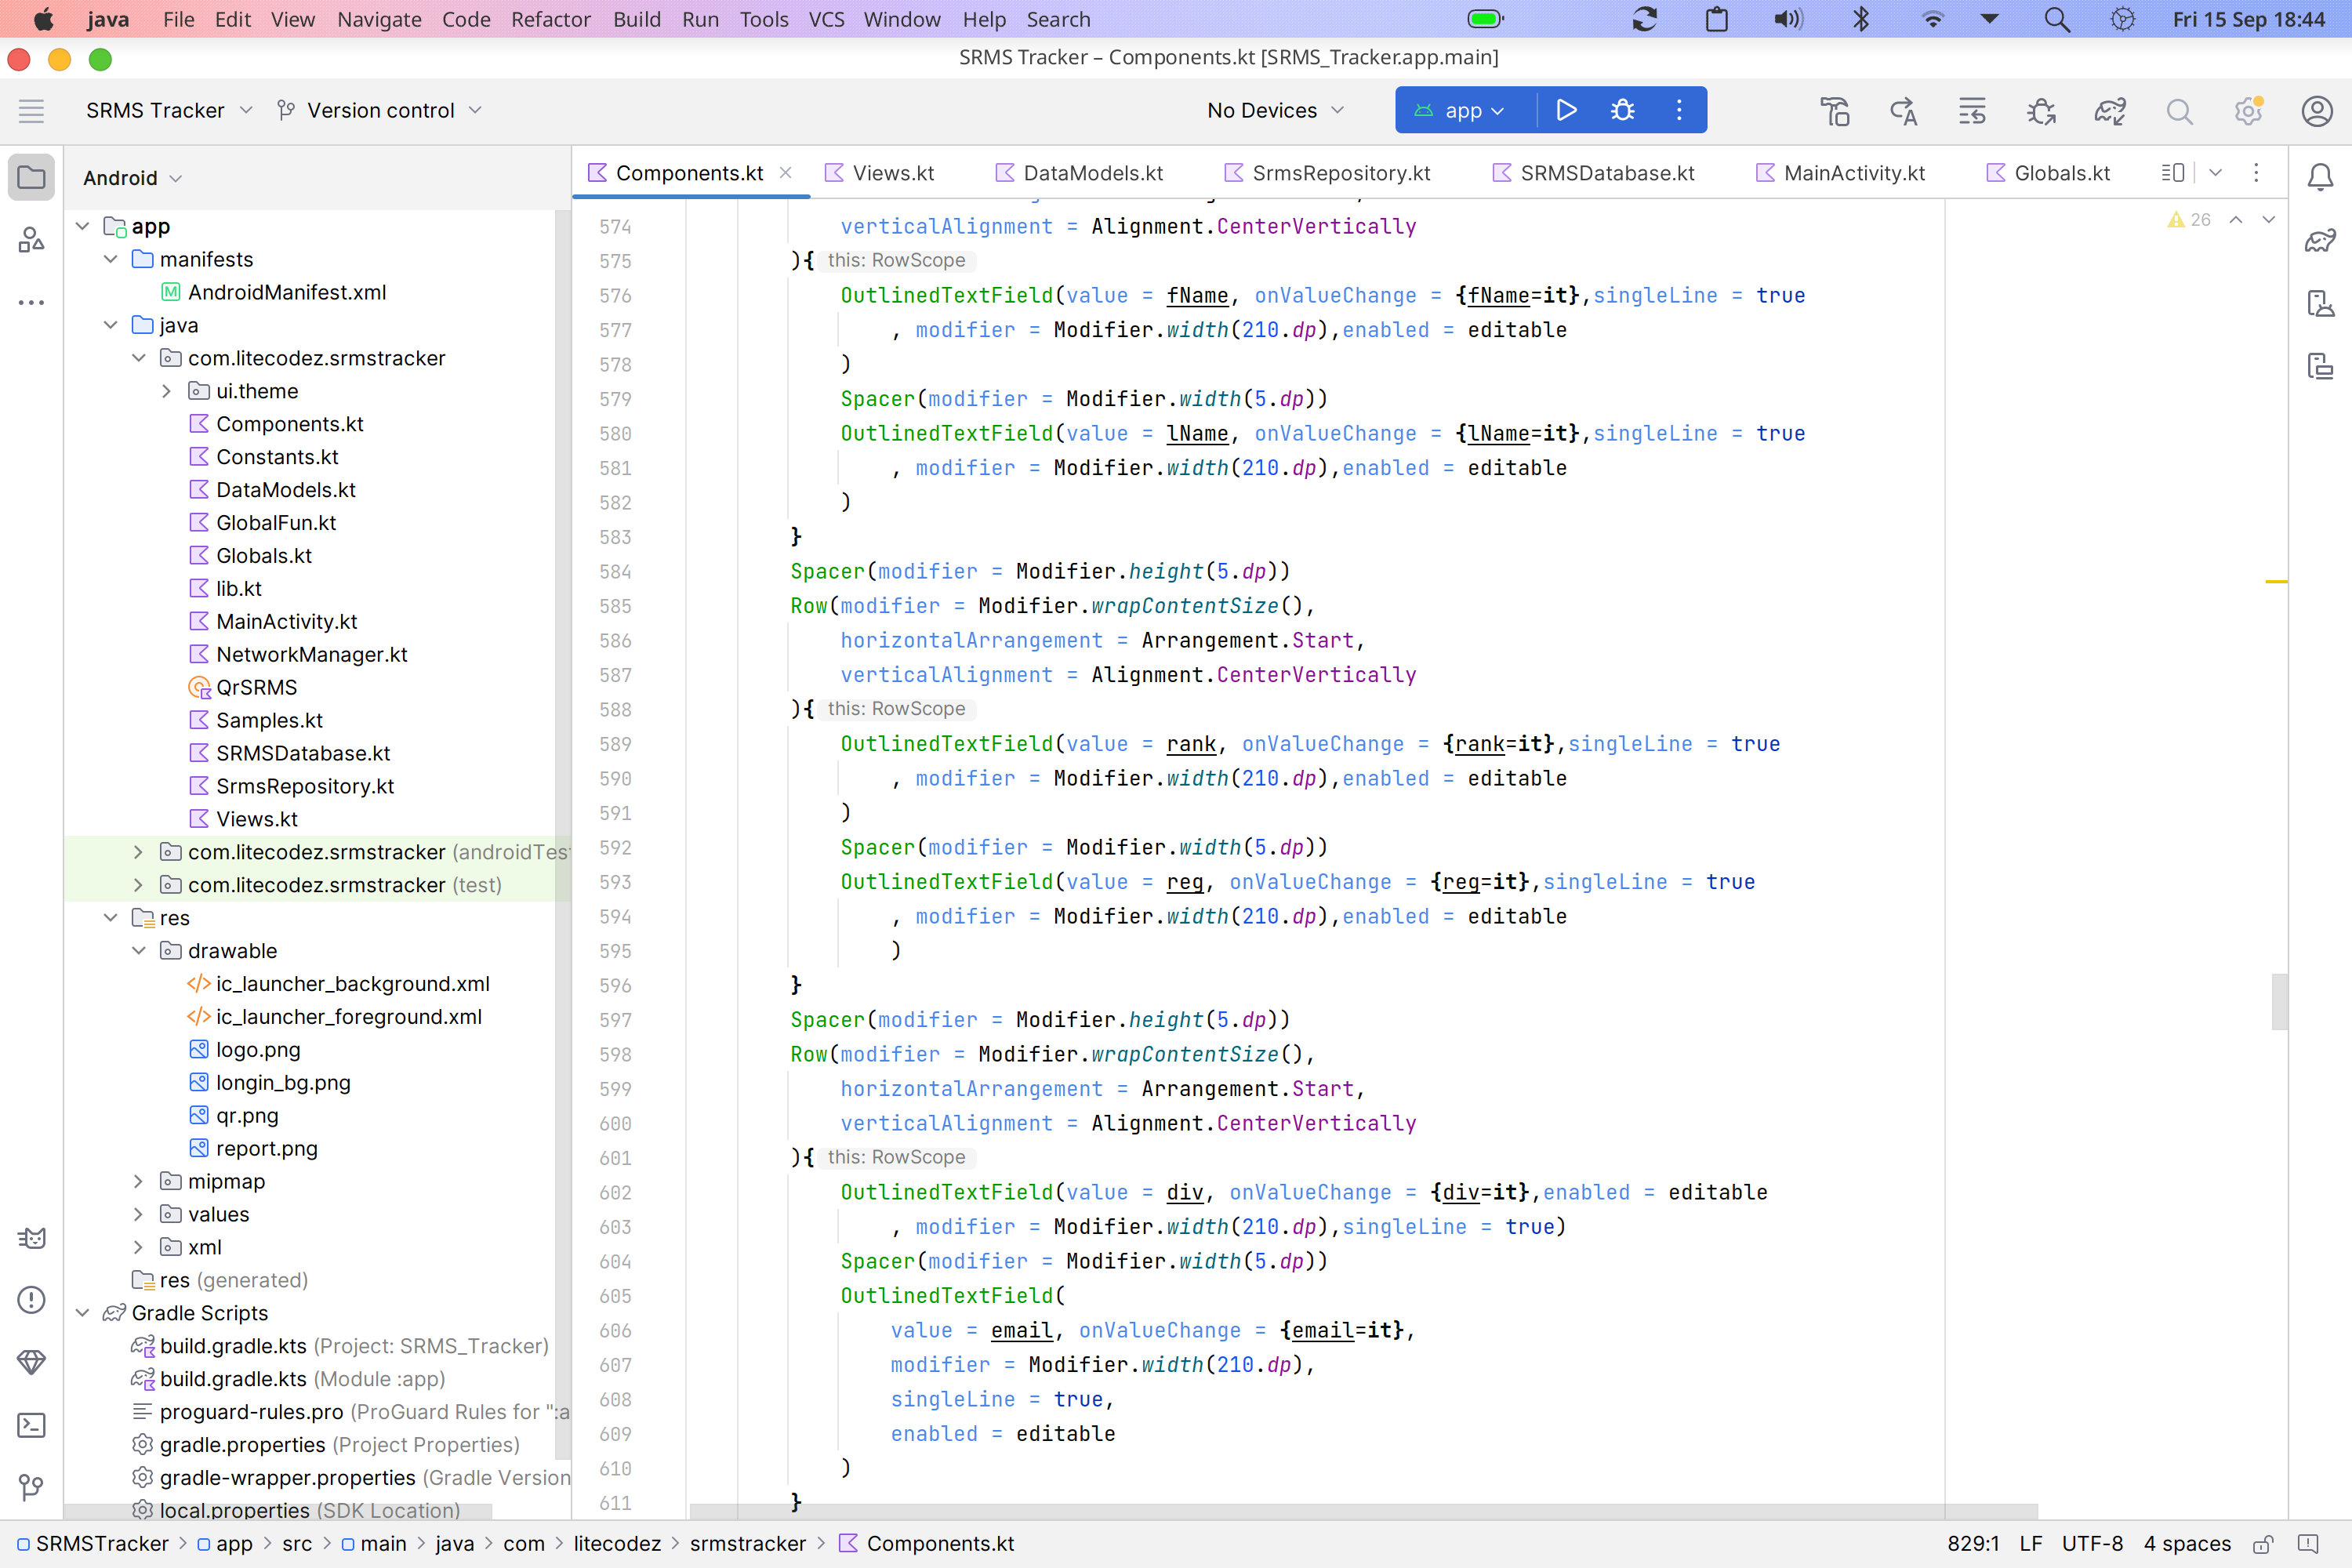 java File Edit View Navigate Code Refactor Build Run Tools VCS Window Help Search Fri 15 Sep 18:44
SRMS Tracker – Components.kt [SRMS_Tracker.app.main]
SRMS Tracker Version control No Devices app
Android
Components.kt Views.kt DataModels.kt SrmsRepository.kt SRMSDatabase.kt MainActivity.kt Globals.kt
app
manifests
AndroidManifest.xml
java
com.litecodez.srmstracker
ui.theme
Components.kt
Constants.kt
DataModels.kt
GlobalFun.kt
Globals.kt
lib.kt
MainActivity.kt
NetworkManager.kt
QrSRMS
Samples.kt
SRMSDatabase.kt
SrmsRepository.kt
Views.kt
com.litecodez.srmstracker (androidTes
com.litecodez.srmstracker (test)
res
drawable
ic_launcher_background.xml
ic_launcher_foreground.xml
logo.png
longin_bg.png
qr.png
report.png
mipmap
values
xml
res (generated)
Gradle Scripts
build.gradle.kts (Project: SRMS_Tracker)
build.gradle.kts (Module :app)
proguard-rules.pro (ProGuard Rules for ":a
gradle.properties (Project Properties)
gradle-wrapper.properties (Gradle Version
local.properties (SDK Location)
26
574 verticalAlignment = Alignment.CenterVertically
575 ){ this: RowScope
576 OutlinedTextField(value = fName, onValueChange = {fName=it},singleLine = true
577 , modifier = Modifier.width(210.dp),enabled = editable
578 )
579 Spacer(modifier = Modifier.width(5.dp))
580 OutlinedTextField(value = lName, onValueChange = {lName=it},singleLine = true
581 , modifier = Modifier.width(210.dp),enabled = editable
582 )
583 }
584 Spacer(modifier = Modifier.height(5.dp))
585 Row(modifier = Modifier.wrapContentSize(),
586 horizontalArrangement = Arrangement.Start,
587 verticalAlignment = Alignment.CenterVertically
588 ){ this: RowScope
589 OutlinedTextField(value = rank, onValueChange = {rank=it},singleLine = true
590 , modifier = Modifier.width(210.dp),enabled = editable
591 )
592 Spacer(modifier = Modifier.width(5.dp))
593 OutlinedTextField(value = reg, onValueChange = {reg=it},singleLine = true
594 , modifier = Modifier.width(210.dp),enabled = editable
595 )
596 }
597 Spacer(modifier = Modifier.height(5.dp))
598 Row(modifier = Modifier.wrapContentSize(),
599 horizontalArrangement = Arrangement.Start,
600 verticalAlignment = Alignment.CenterVertically
601 ){ this: RowScope
602 OutlinedTextField(value = div, onValueChange = {div=it},enabled = editable
603 , modifier = Modifier.width(210.dp),singleLine = true)
604 Spacer(modifier = Modifier.width(5.dp))
605 OutlinedTextField(
606 value = email, onValueChange = {email=it},
607 modifier = Modifier.width(210.dp),
608 singleLine = true,
609 enabled = editable
610 )
611 }
SRMSTracker > app > src > main > java > com > litecodez > srmstracker > Components.kt 829:1 LF UTF-8 4 spaces